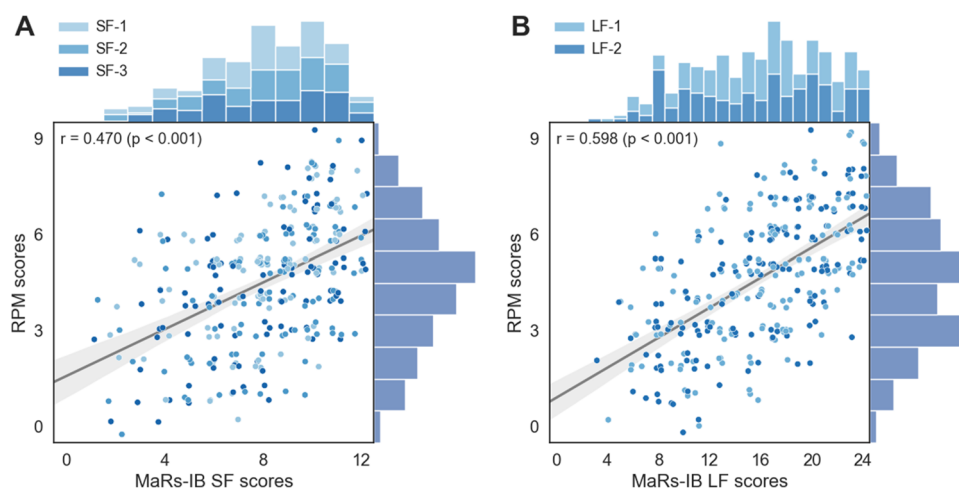 A
SF-1
SF-2
SF-3
r = 0.470 (p < 0.001)
RPM scores
9
6
3
0
0 4 8 12
MaRs-IB SF scores
B
LF-1
LF-2
r = 0.598 (p < 0.001)
RPM scores
9
6
3
0
0 4 8 12 16 20 24
MaRs-IB LF scores